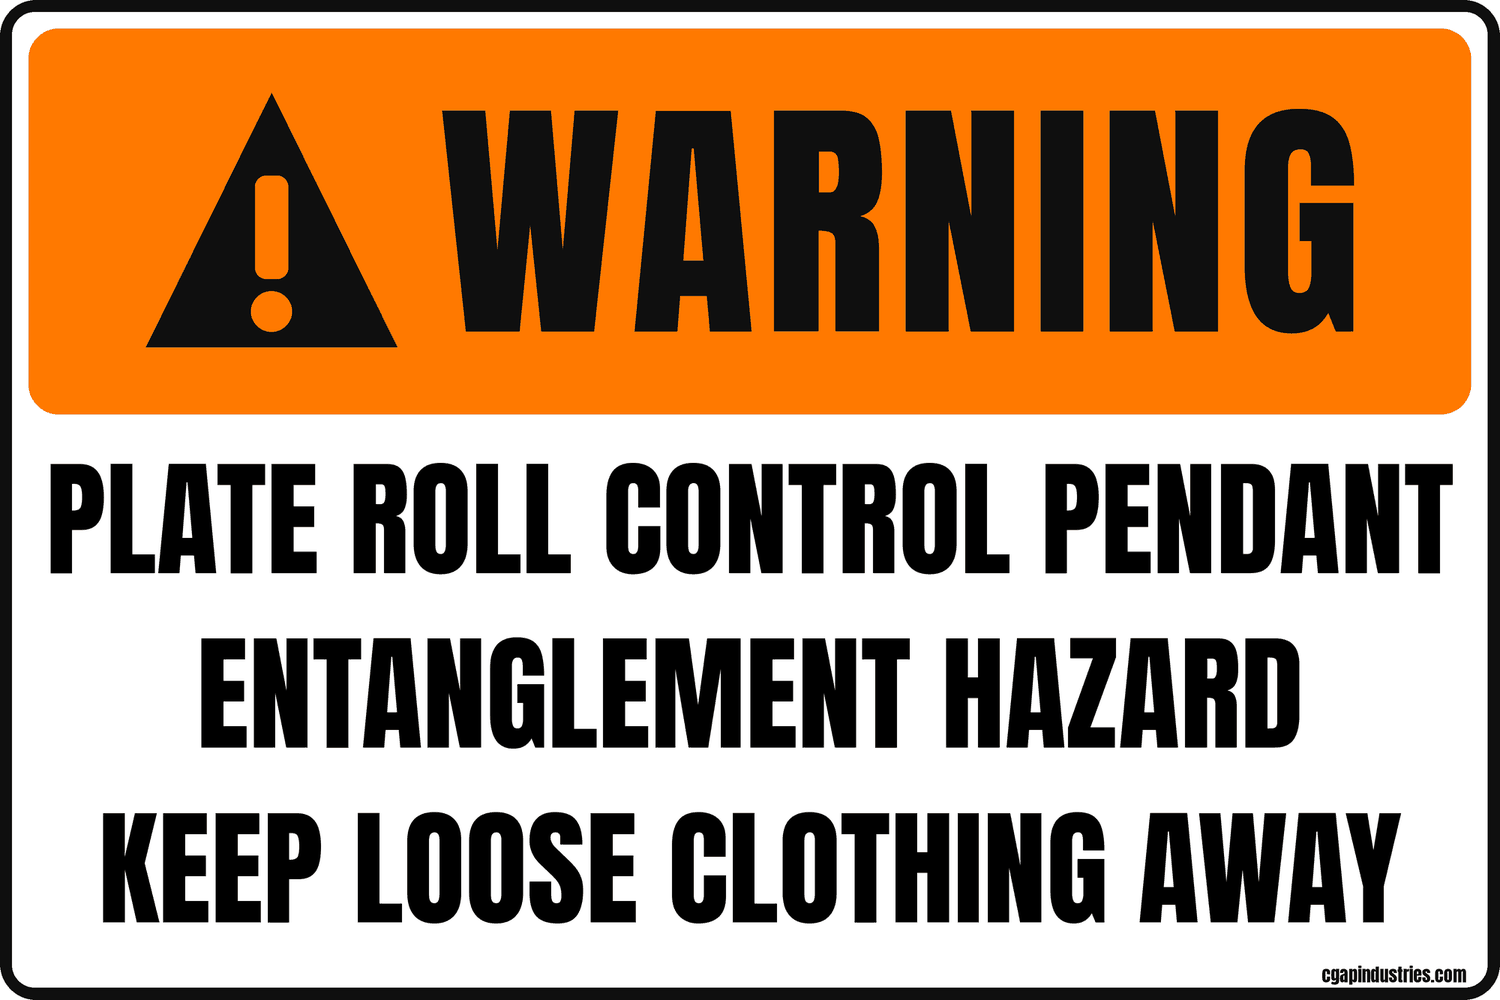 WARNING
PLATE ROLL CONTROL PENDANT
ENTANGLEMENT HAZARD
KEEP LOOSE CLOTHING AWAY
cgapindustries.com